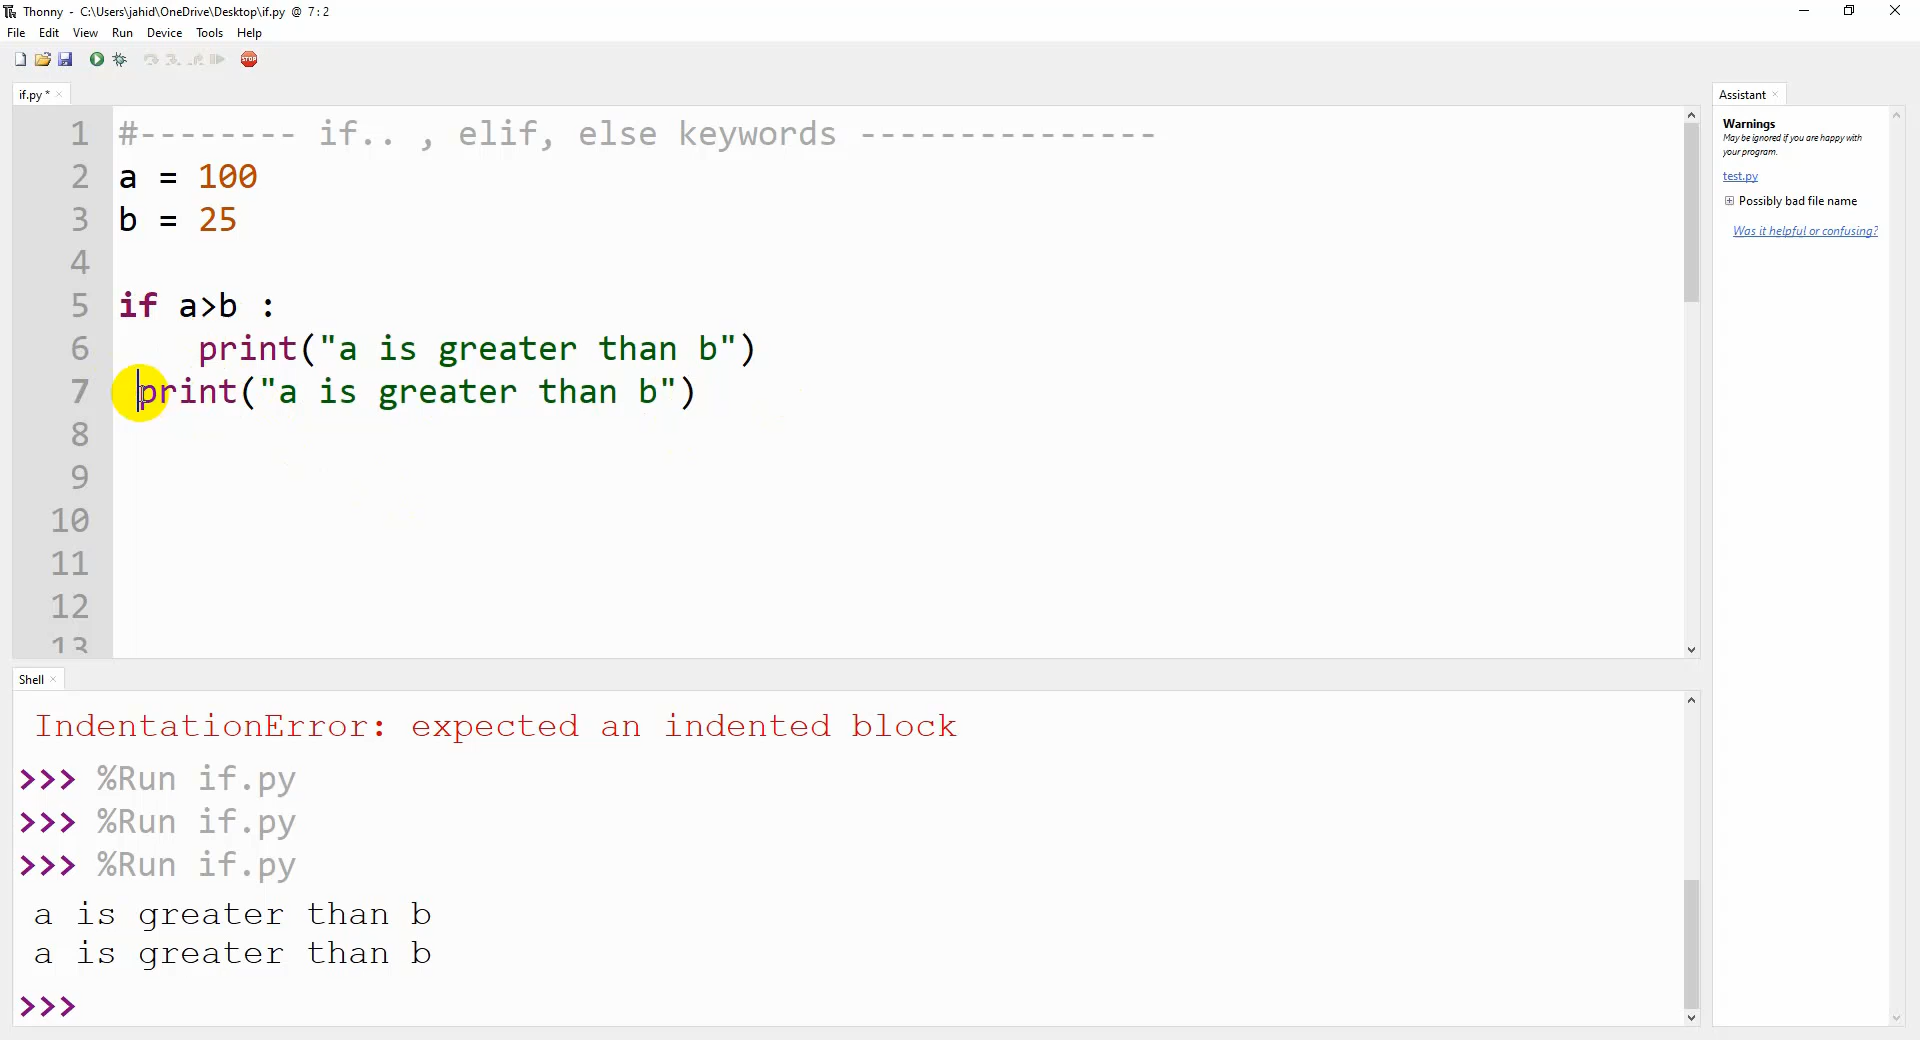 Thonny - C:\Users\jahid\OneDrive\Desktop\if.py @ 7 : 2
File Edit View Run Device Tools Help
STOP
if.py *
1 #-------- if.. , elif, else keywords ---------------
2 a = 100
3 b = 25
4
5 if a>b :
6     print("a is greater than b")
7  print("a is greater than b")
8
9
10
11
12
13
Assistant
Warnings
May be ignored if you are happy with
your program.
test.py
Possibly bad file name
Was it helpful or confusing?
Shell
IndentationError: expected an indented block
>>> %Run if.py
>>> %Run if.py
>>> %Run if.py
a is greater than b
a is greater than b
>>>